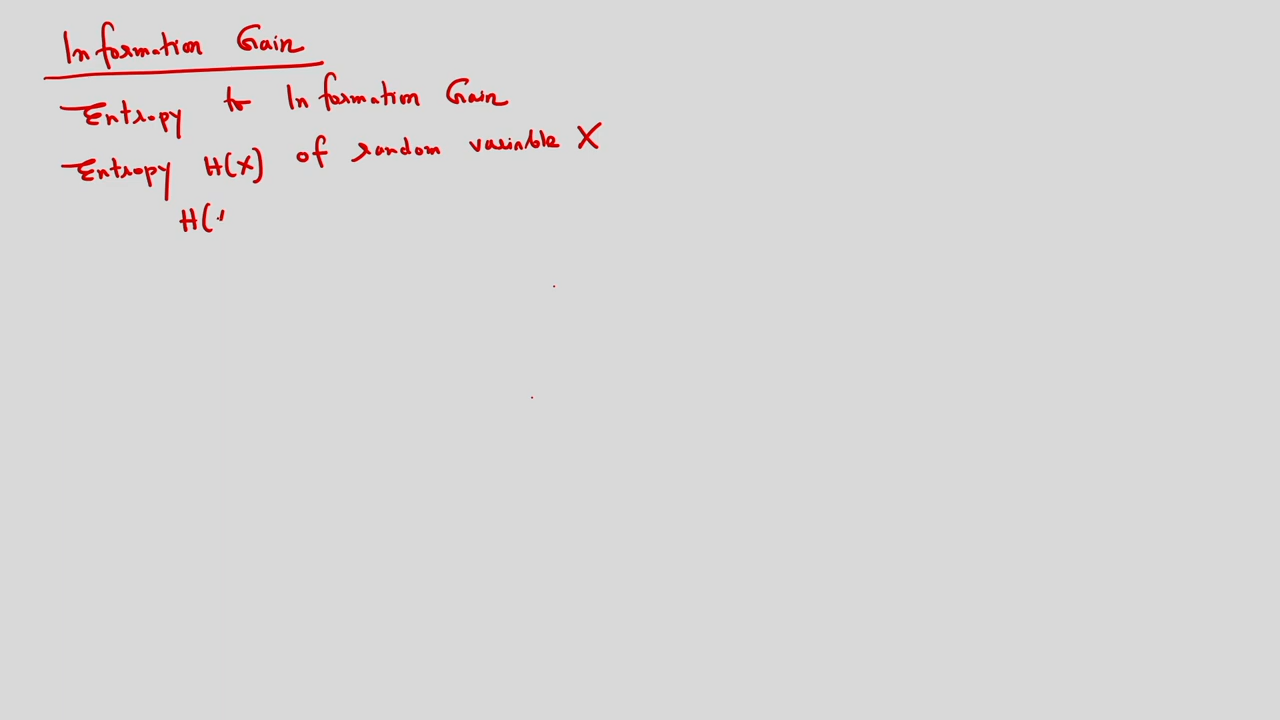 Information Gain
Entropy to Information Gain
Entropy H(X) of random variable X
H(